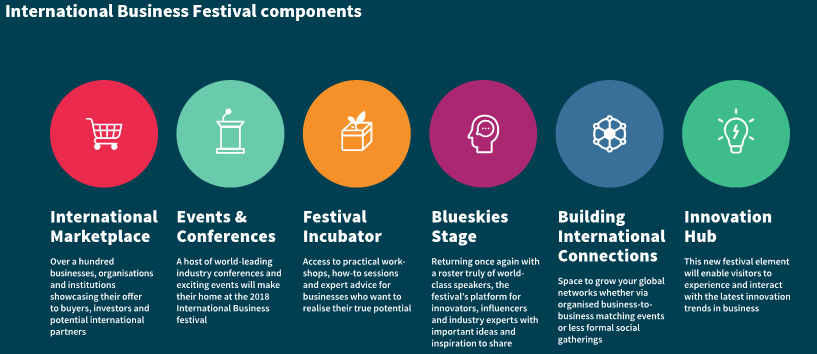 International Business Festival components
International
Marketplace
Over a hundred
businesses, organisations
and institutions
showcasing their offer
to buyers, investors and
potential international
partners
Events &
Conferences
A host of world-leading
industry conferences and
exciting events will make
their home at the 2018
International Business
festival
Festival
Incubator
Access to practical work-
shops, how-to sessions
and expert advice for
businesses who want to
realise their true potential
Blueskies
Stage
Returning once again with
a roster truly of world-
class speakers, the
festival's platform for
innovators, influencers
and industry experts with
important ideas and
inspiration to share
Building
International
Connections
Space to grow your global
networks whether via
organised business-to-
business matching events
or less formal social
gatherings
Innovation
Hub
This new festival element
will enable visitors to
experience and interact
with the latest innovation
trends in business